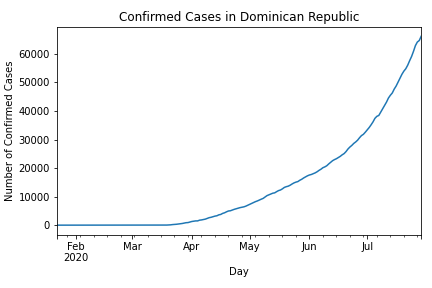 Confirmed Cases in Dominican Republic
Number of Confirmed Cases
60000
50000
40000
30000
20000
10000
0
Feb Mar Apr May Jun Jul
2020
Day